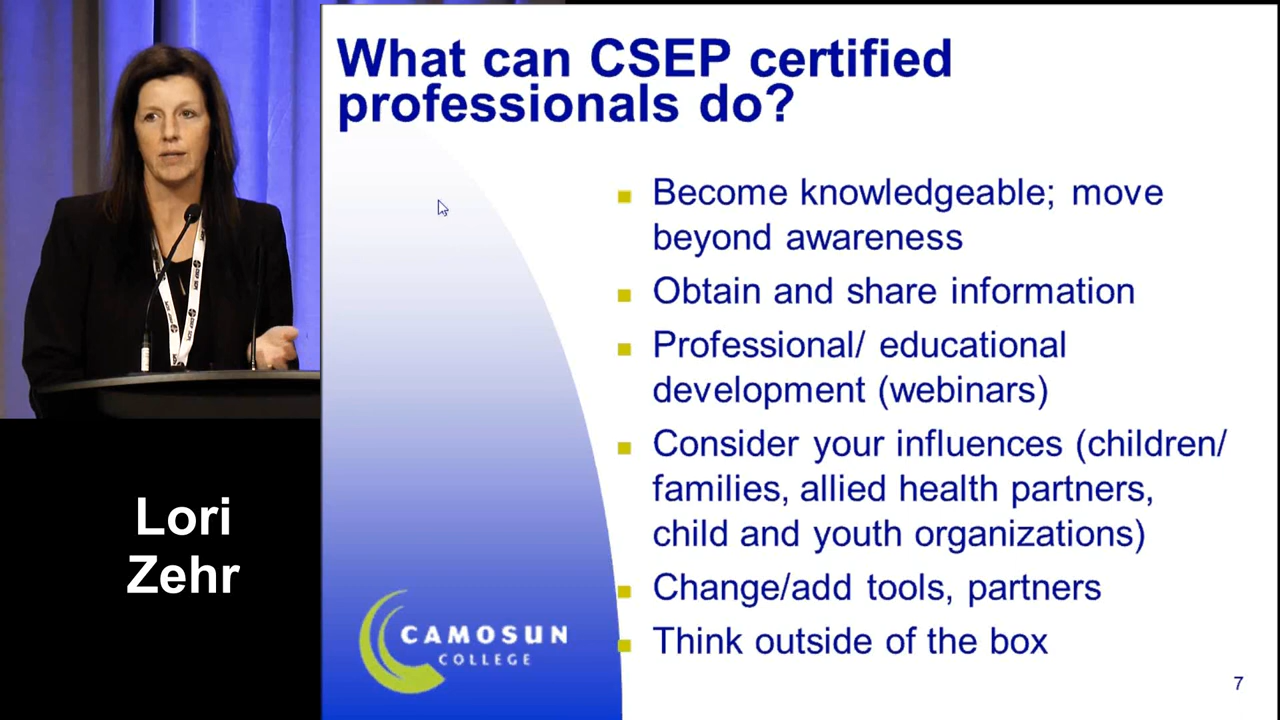 What can CSEP certified
professionals do?
Become knowledgeable; move
beyond awareness
Obtain and share information
Professional/ educational
development (webinars)
Consider your influences (children/
families, allied health partners,
child and youth organizations)
Change/add tools, partners
Think outside of the box
Lori
Zehr
CAMOSUN
COLLEGE
7